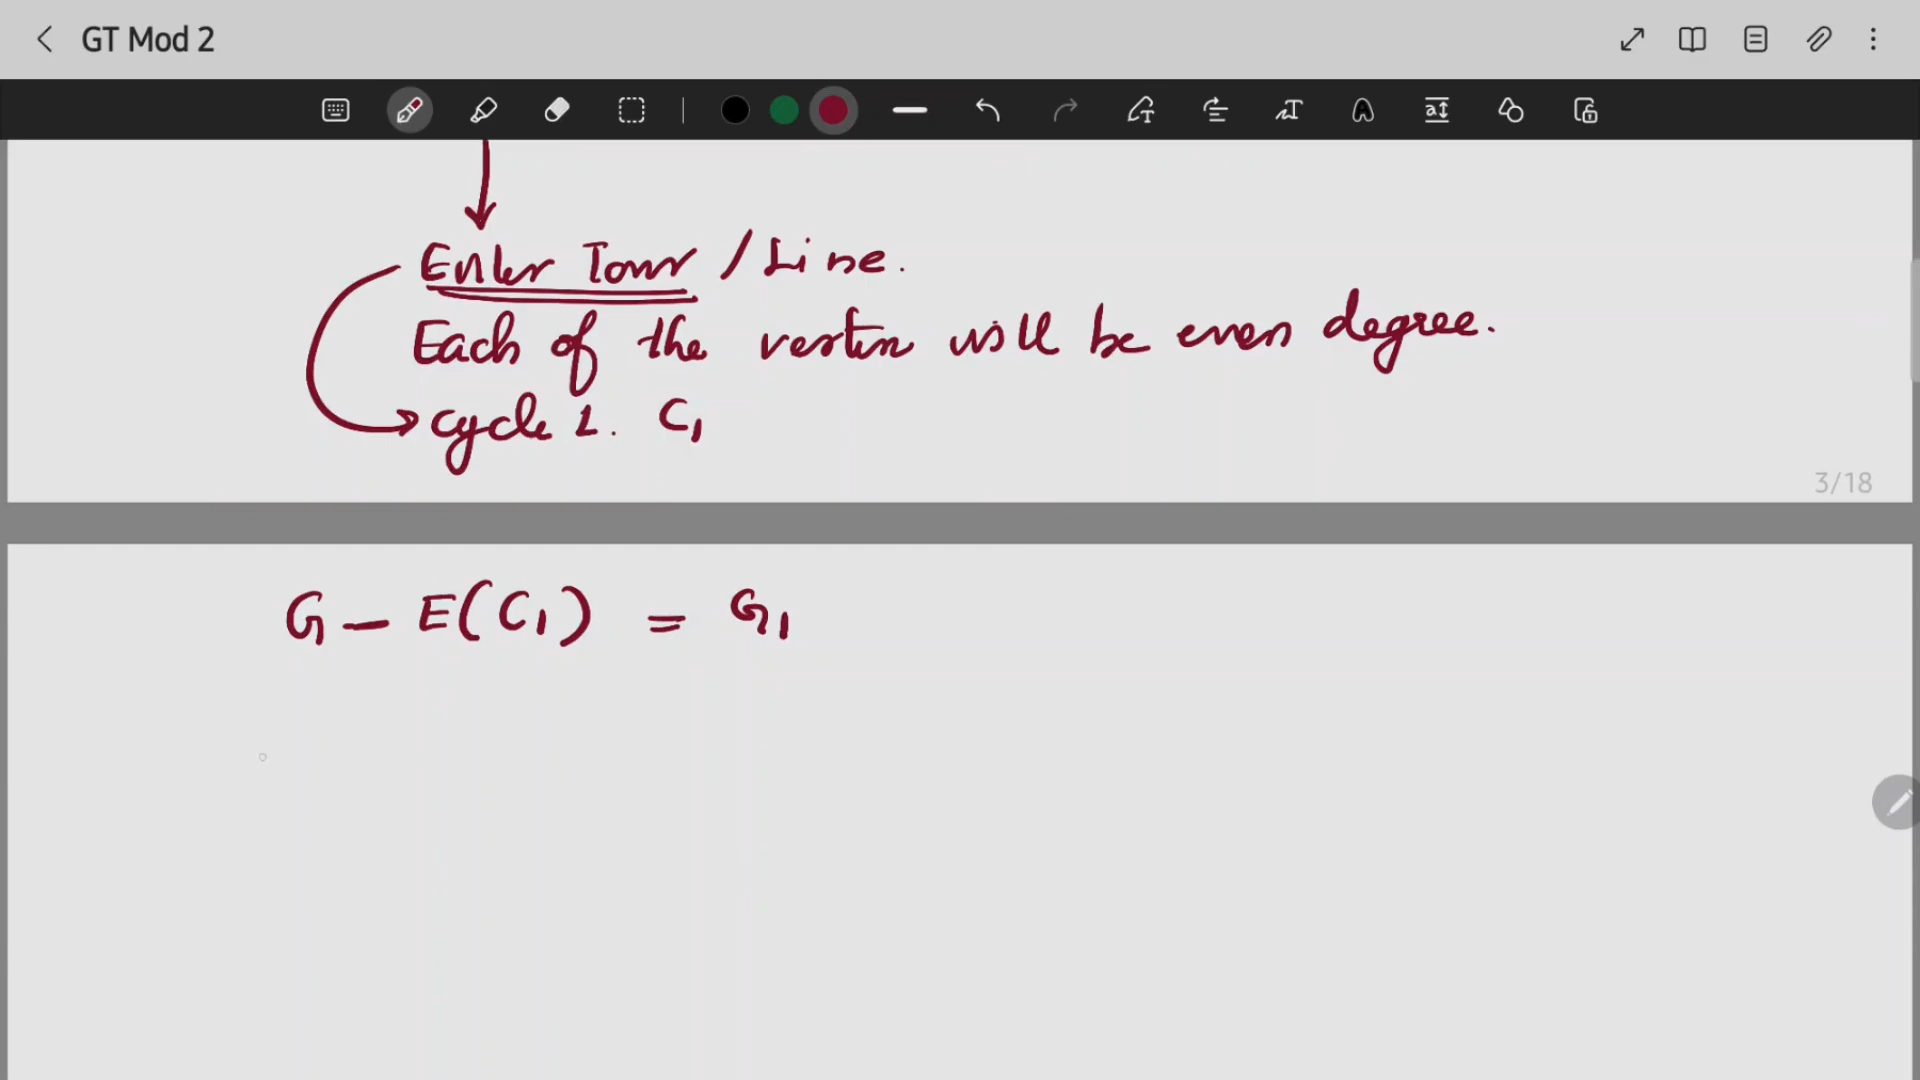 GT Mod 2
Euler Tour / Line.
Each of the vertex will be even degree.
cycle 1. C₁
3/18
G - E(C₁) = G₁